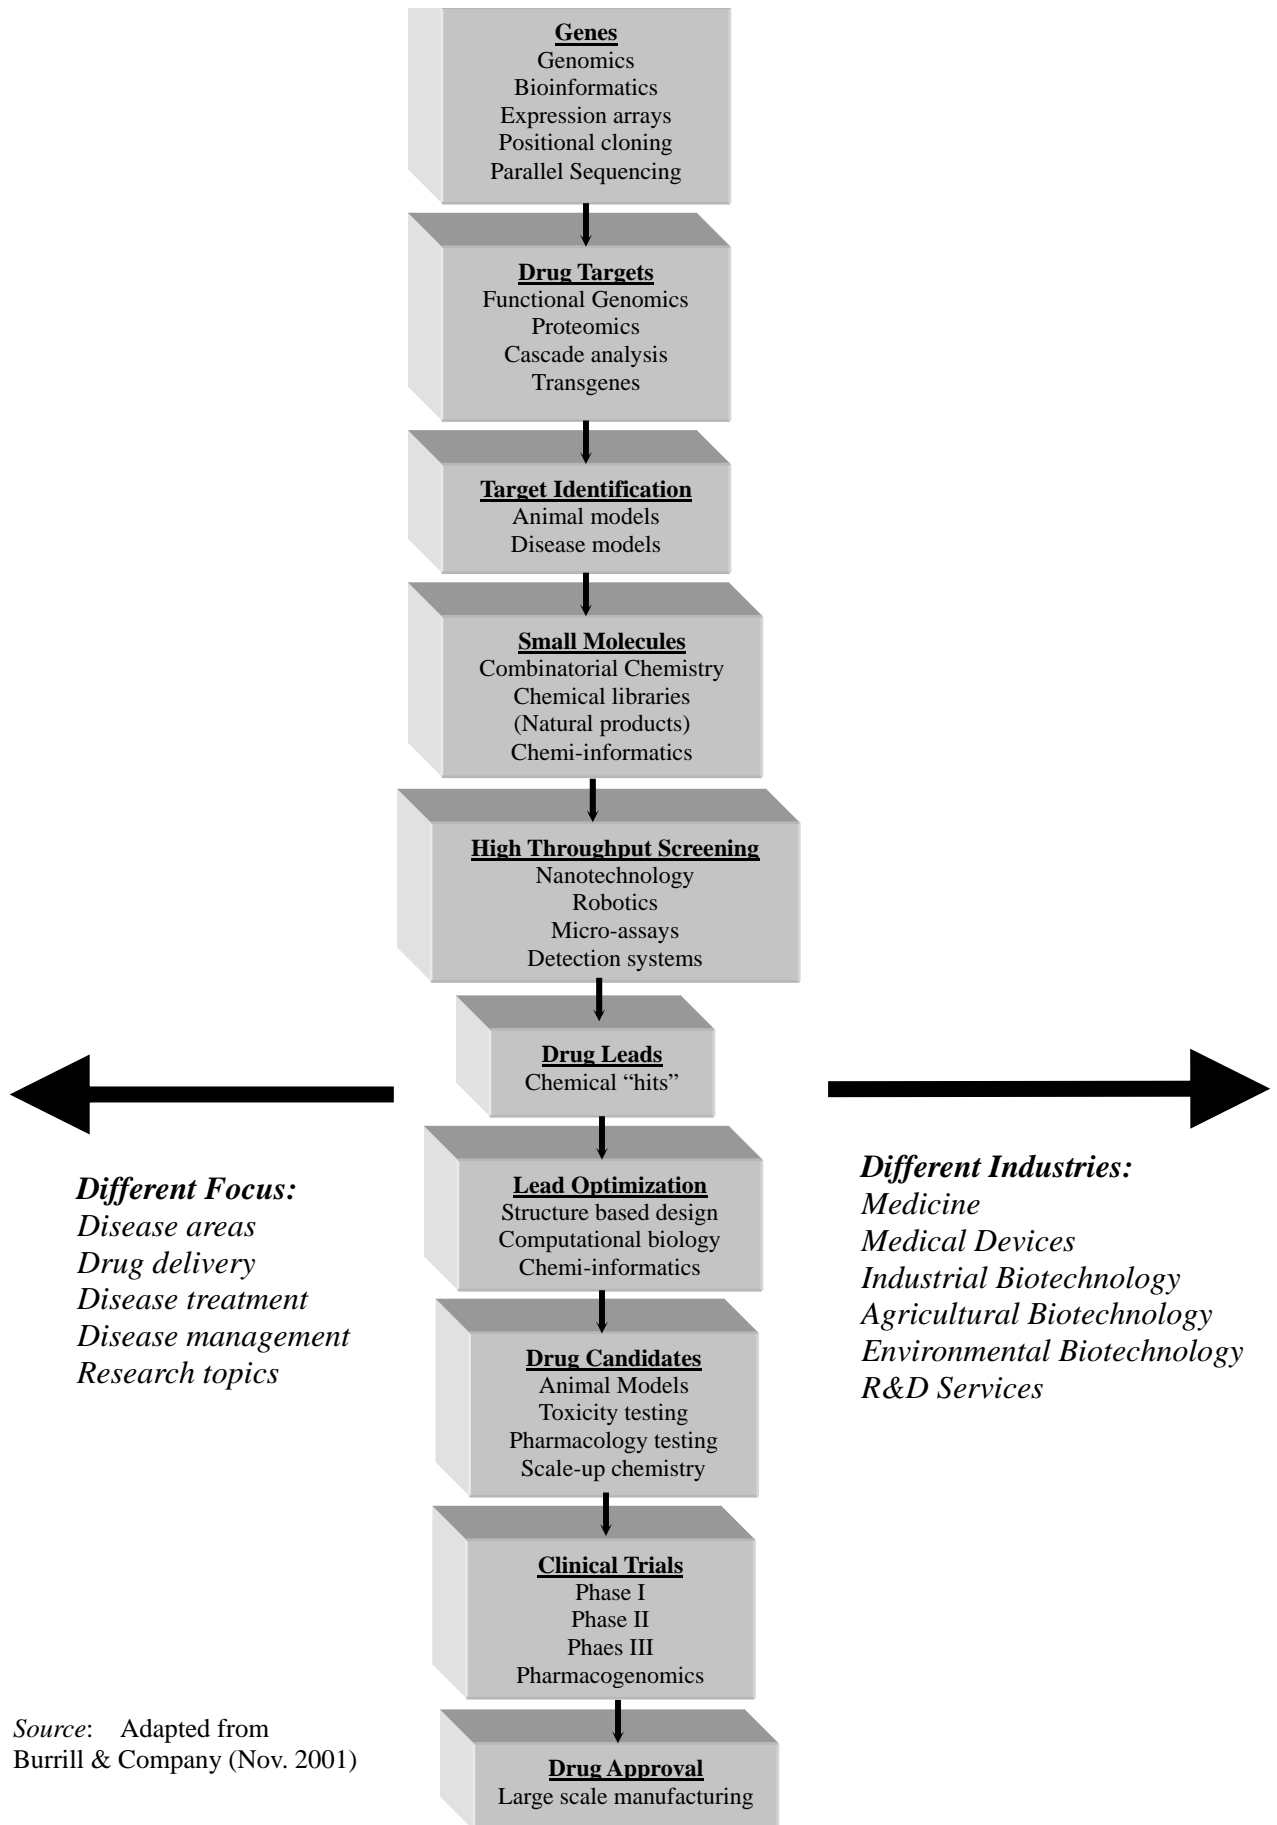 Genes
Genomics
Bioinformatics
Expression arrays
Positional cloning
Parallel Sequencing
Drug Targets
Functional Genomics
Proteomics
Cascade analysis
Transgenes
Target Identification
Animal models
Disease models
Small Molecules
Combinatorial Chemistry
Chemical libraries
(Natural products)
Chemi-informatics
High Throughput Screening
Nanotechnology
Robotics
Micro-assays
Detection systems
Drug Leads
Chemical “hits”
Different Focus:
Disease areas
Drug delivery
Disease treatment
Disease management
Research topics
Different Industries:
Medicine
Medical Devices
Industrial Biotechnology
Agricultural Biotechnology
Environmental Biotechnology
R&D Services
Lead Optimization
Structure based design
Computational biology
Chemi-informatics
Drug Candidates
Animal Models
Toxicity testing
Pharmacology testing
Scale-up chemistry
Clinical Trials
Phase I
Phase II
Phaes III
Pharmacogenomics
Drug Approval
Large scale manufacturing
Source: Adapted from
Burrill & Company (Nov. 2001)